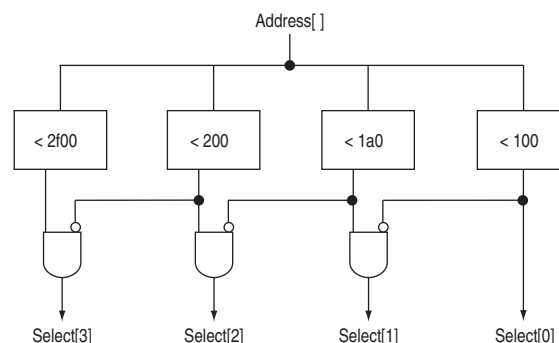 Address[ ]
< 2f00 < 200 < 1a0 < 100
Select[3] Select[2] Select[1] Select[0]